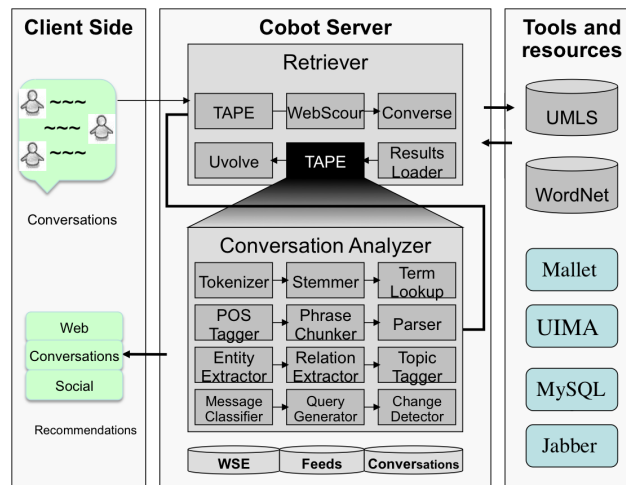 Client Side
Cobot Server
Tools and
resources
Retriever
TAPE
WebScour
Converse
Uvolve
TAPE
Results
Loader
UMLS
WordNet
Conversations
Conversation Analyzer
Tokenizer
Stemmer
Term
Lookup
POS
Tagger
Phrase
Chunker
Parser
Entity
Extractor
Relation
Extractor
Topic
Tagger
Message
Classifier
Query
Generator
Change
Detector
WSE
Feeds
Conversations
Web
Conversations
Social
Recommendations
Mallet
UIMA
MySQL
Jabber